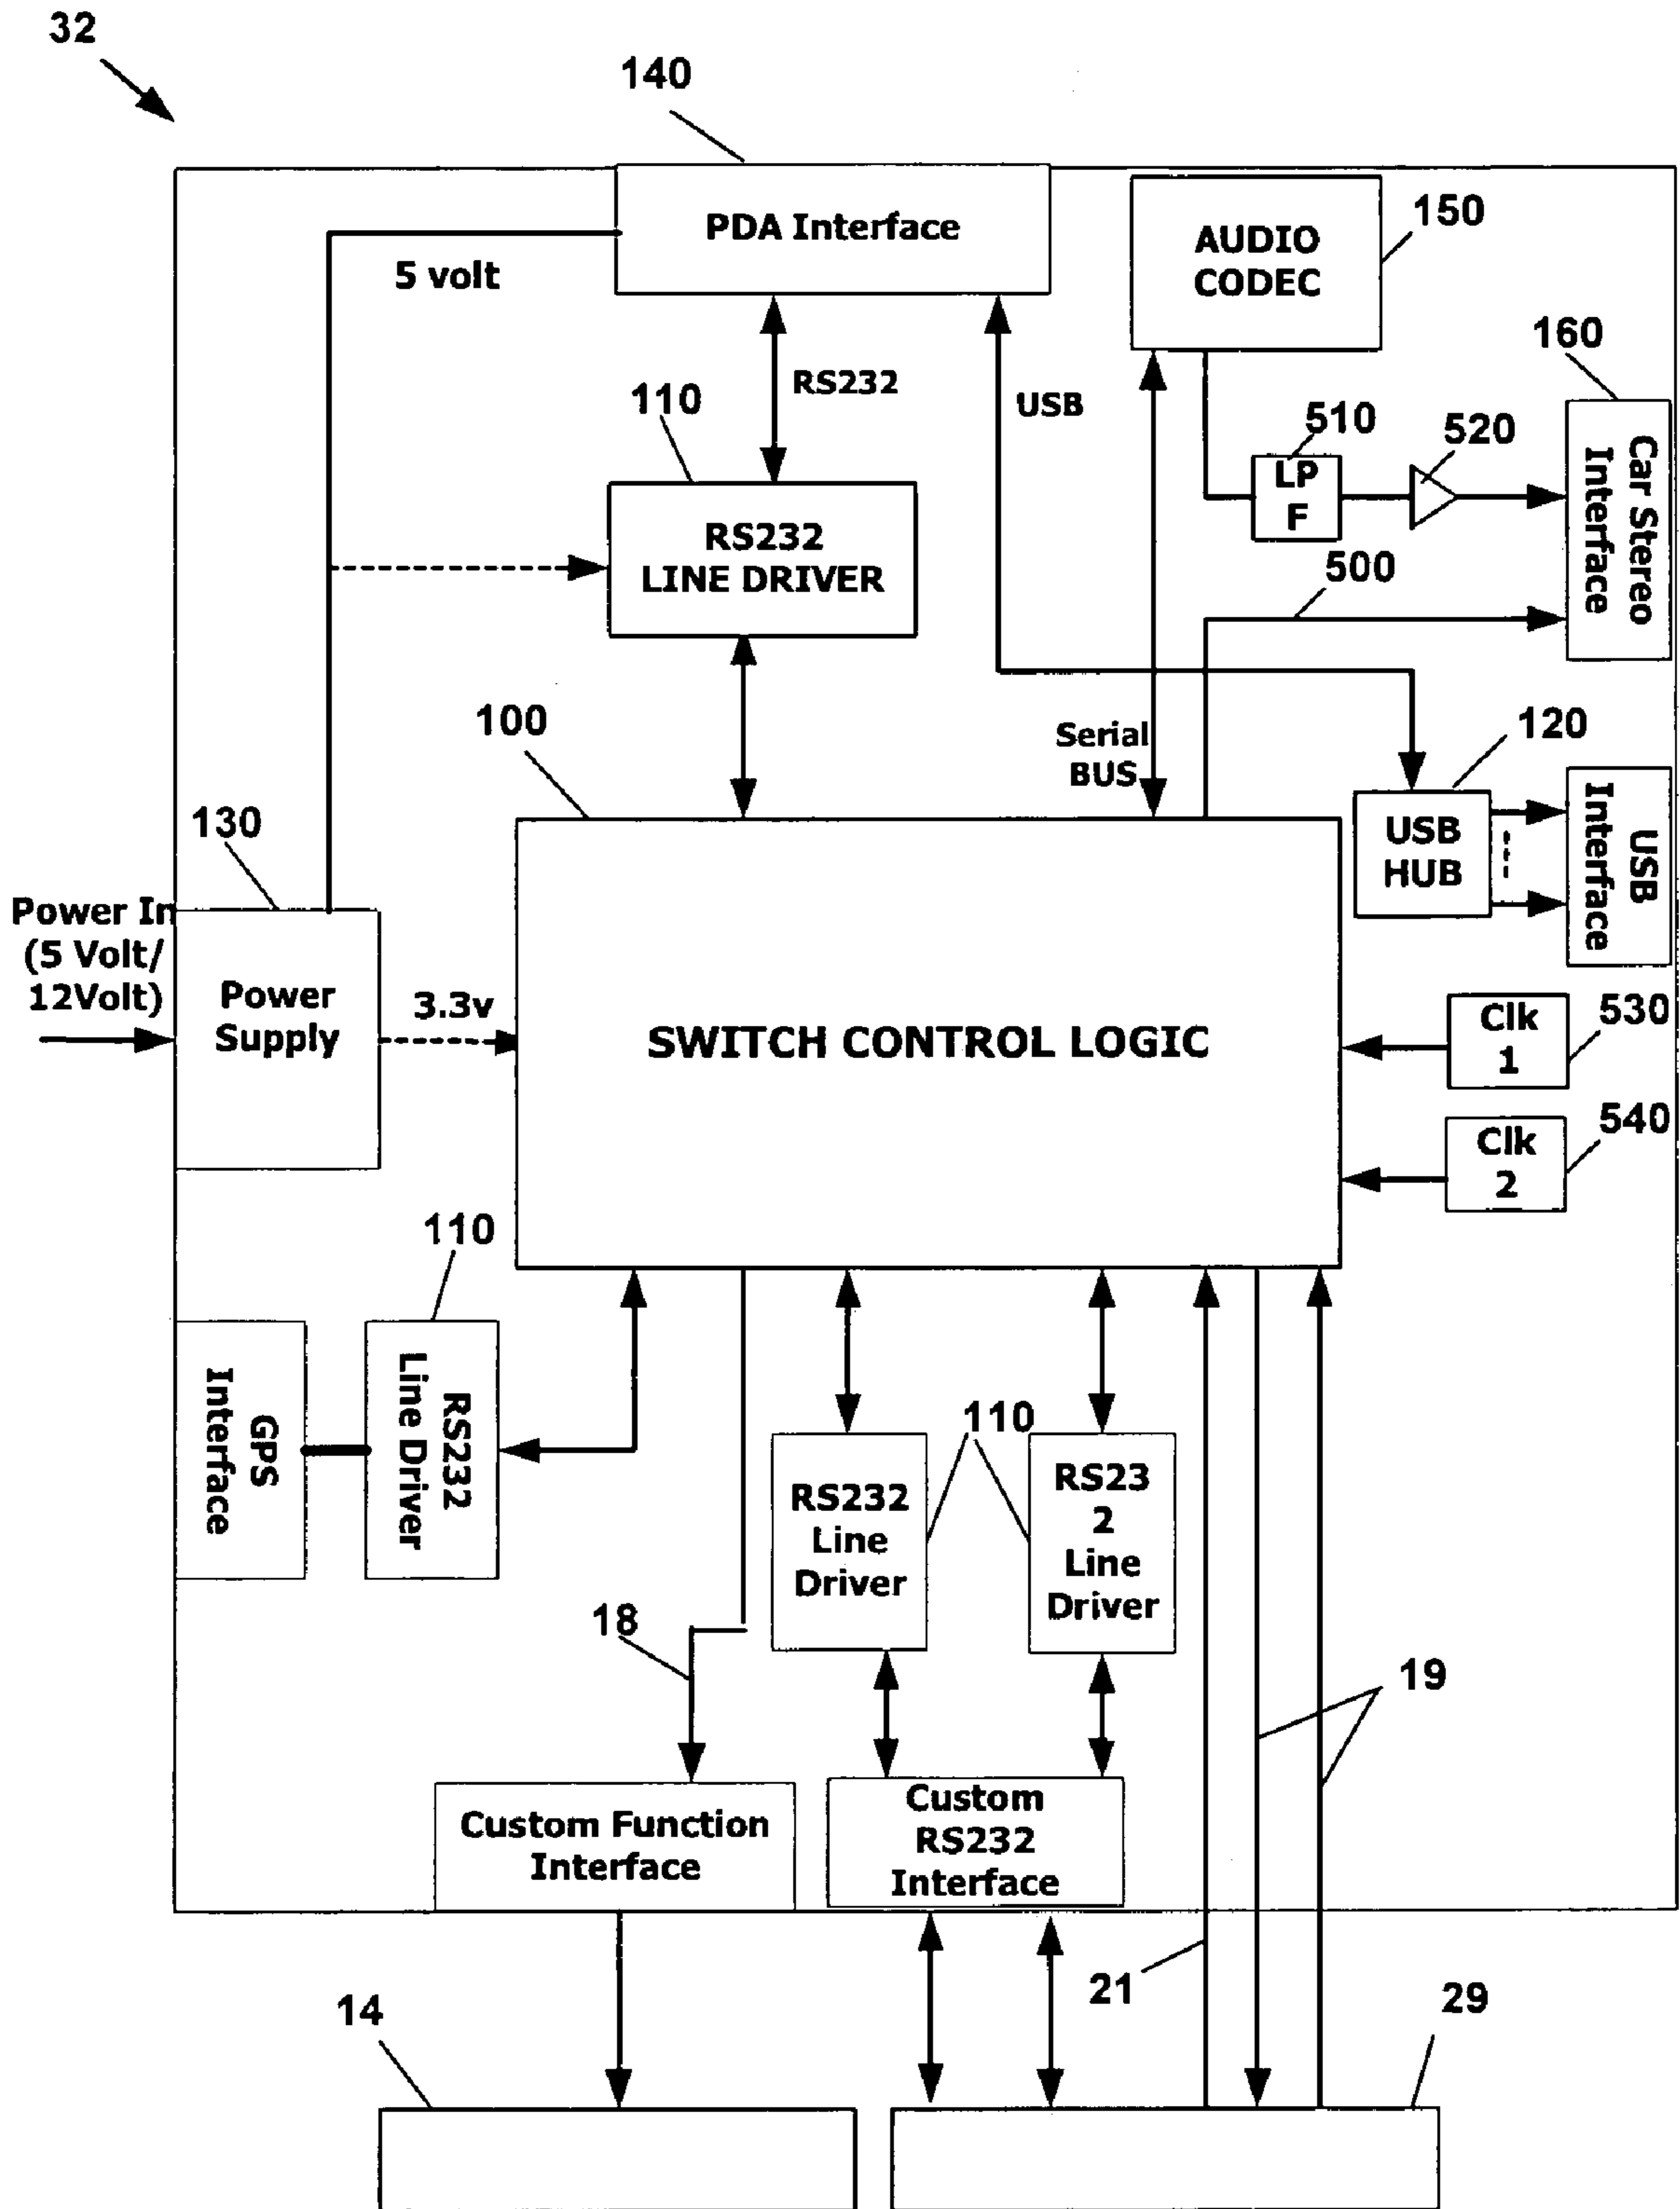 32
140
PDA Interface
AUDIO
CODEC
150
5 volt
160
RS232
USB
110
510
520
LP
F
Car Stereo
Interface
RS232
LINE DRIVER
500
100
Serial
BUS
120
130
USB
HUB
USB
Interface
Power In
(5 Volt/
12Volt)
Power
Supply
3.3v
SWITCH CONTROL LOGIC
Clk
1
530
Clk
2
540
110
GPS
Interface
RS232
Line Driver
110
RS232
Line
Driver
RS23
2
Line
Driver
18
19
Custom Function
Interface
Custom
RS232
Interface
21
14
29